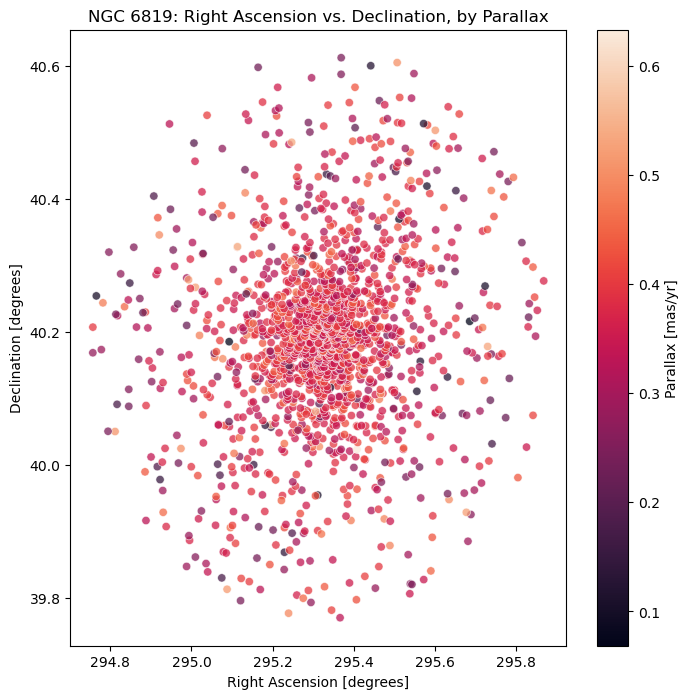 NGC 6819: Right Ascension vs. Declination, by Parallax
40.6
40.4
40.2
40.0
39.8
Declination [degrees]
294.8 295.0 295.2 295.4 295.6 295.8
Right Ascension [degrees]
0.6
0.5
0.4
0.3
0.2
0.1
Parallax [mas/yr]